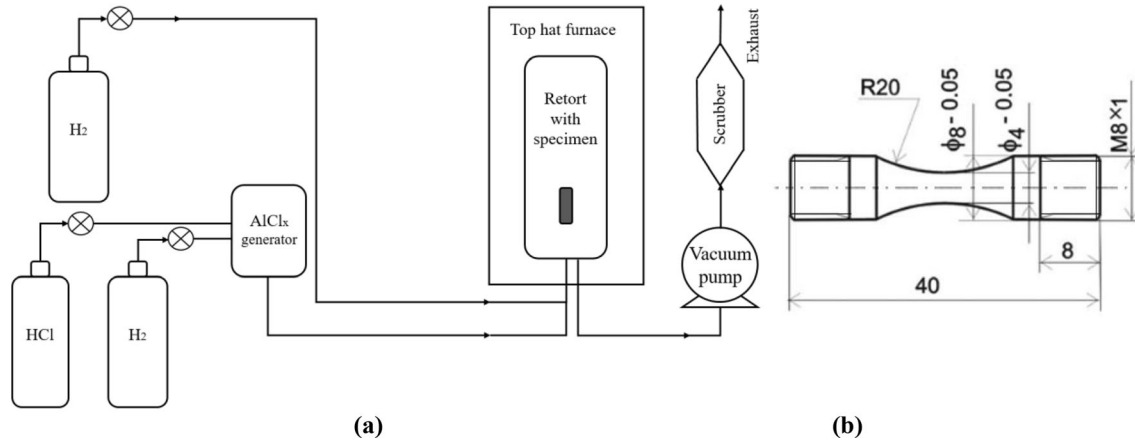 H2
Top hat furnace
Retort
with
specimen
Exhaust
Scrubber
AlClx
generator
Vacuum
pump
HCl
H2
R20
ϕ8 - 0.05
ϕ4 - 0.05
M8×1
8
40
(a)
(b)